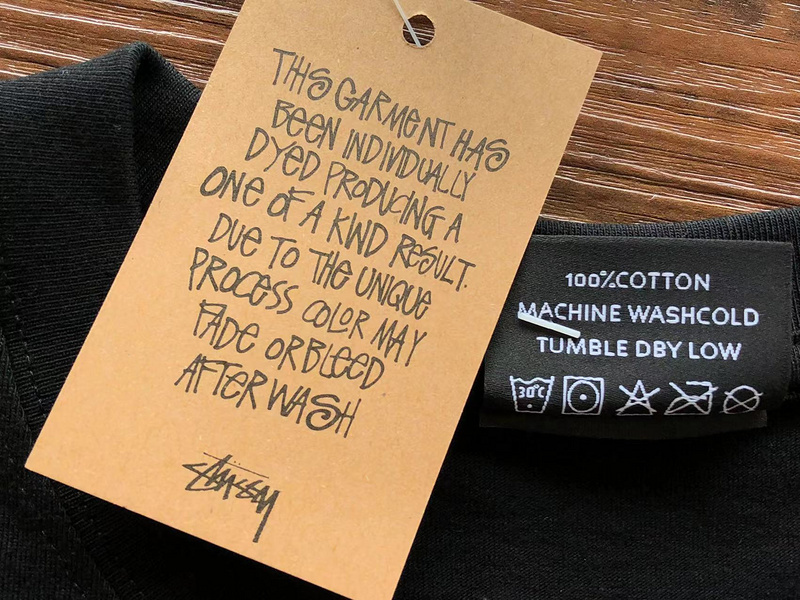 THIS GARMENT HAS
BEEN INDIVIDUALLY
DYED PRODUCING A
ONE OF A KIND RESULT.
DUE TO THE UNIQUE
PROCESS COLOR MAY
FADE OR BLEED
AFTER WASH
stüssy
100%COTTON
MACHINE WASHCOLD
TUMBLE DBY LOW
30°C